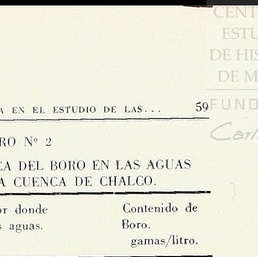 CENT
ESTU
DE HIS
DE M
FUND
Carl
A EN EL ESTUDIO DE LAS... 59
RO Nº 2
CA DEL BORO EN LAS AGUAS
A CUENCA DE CHALCO.
or donde Contenido de
s aguas. Boro.
gamas/litro.